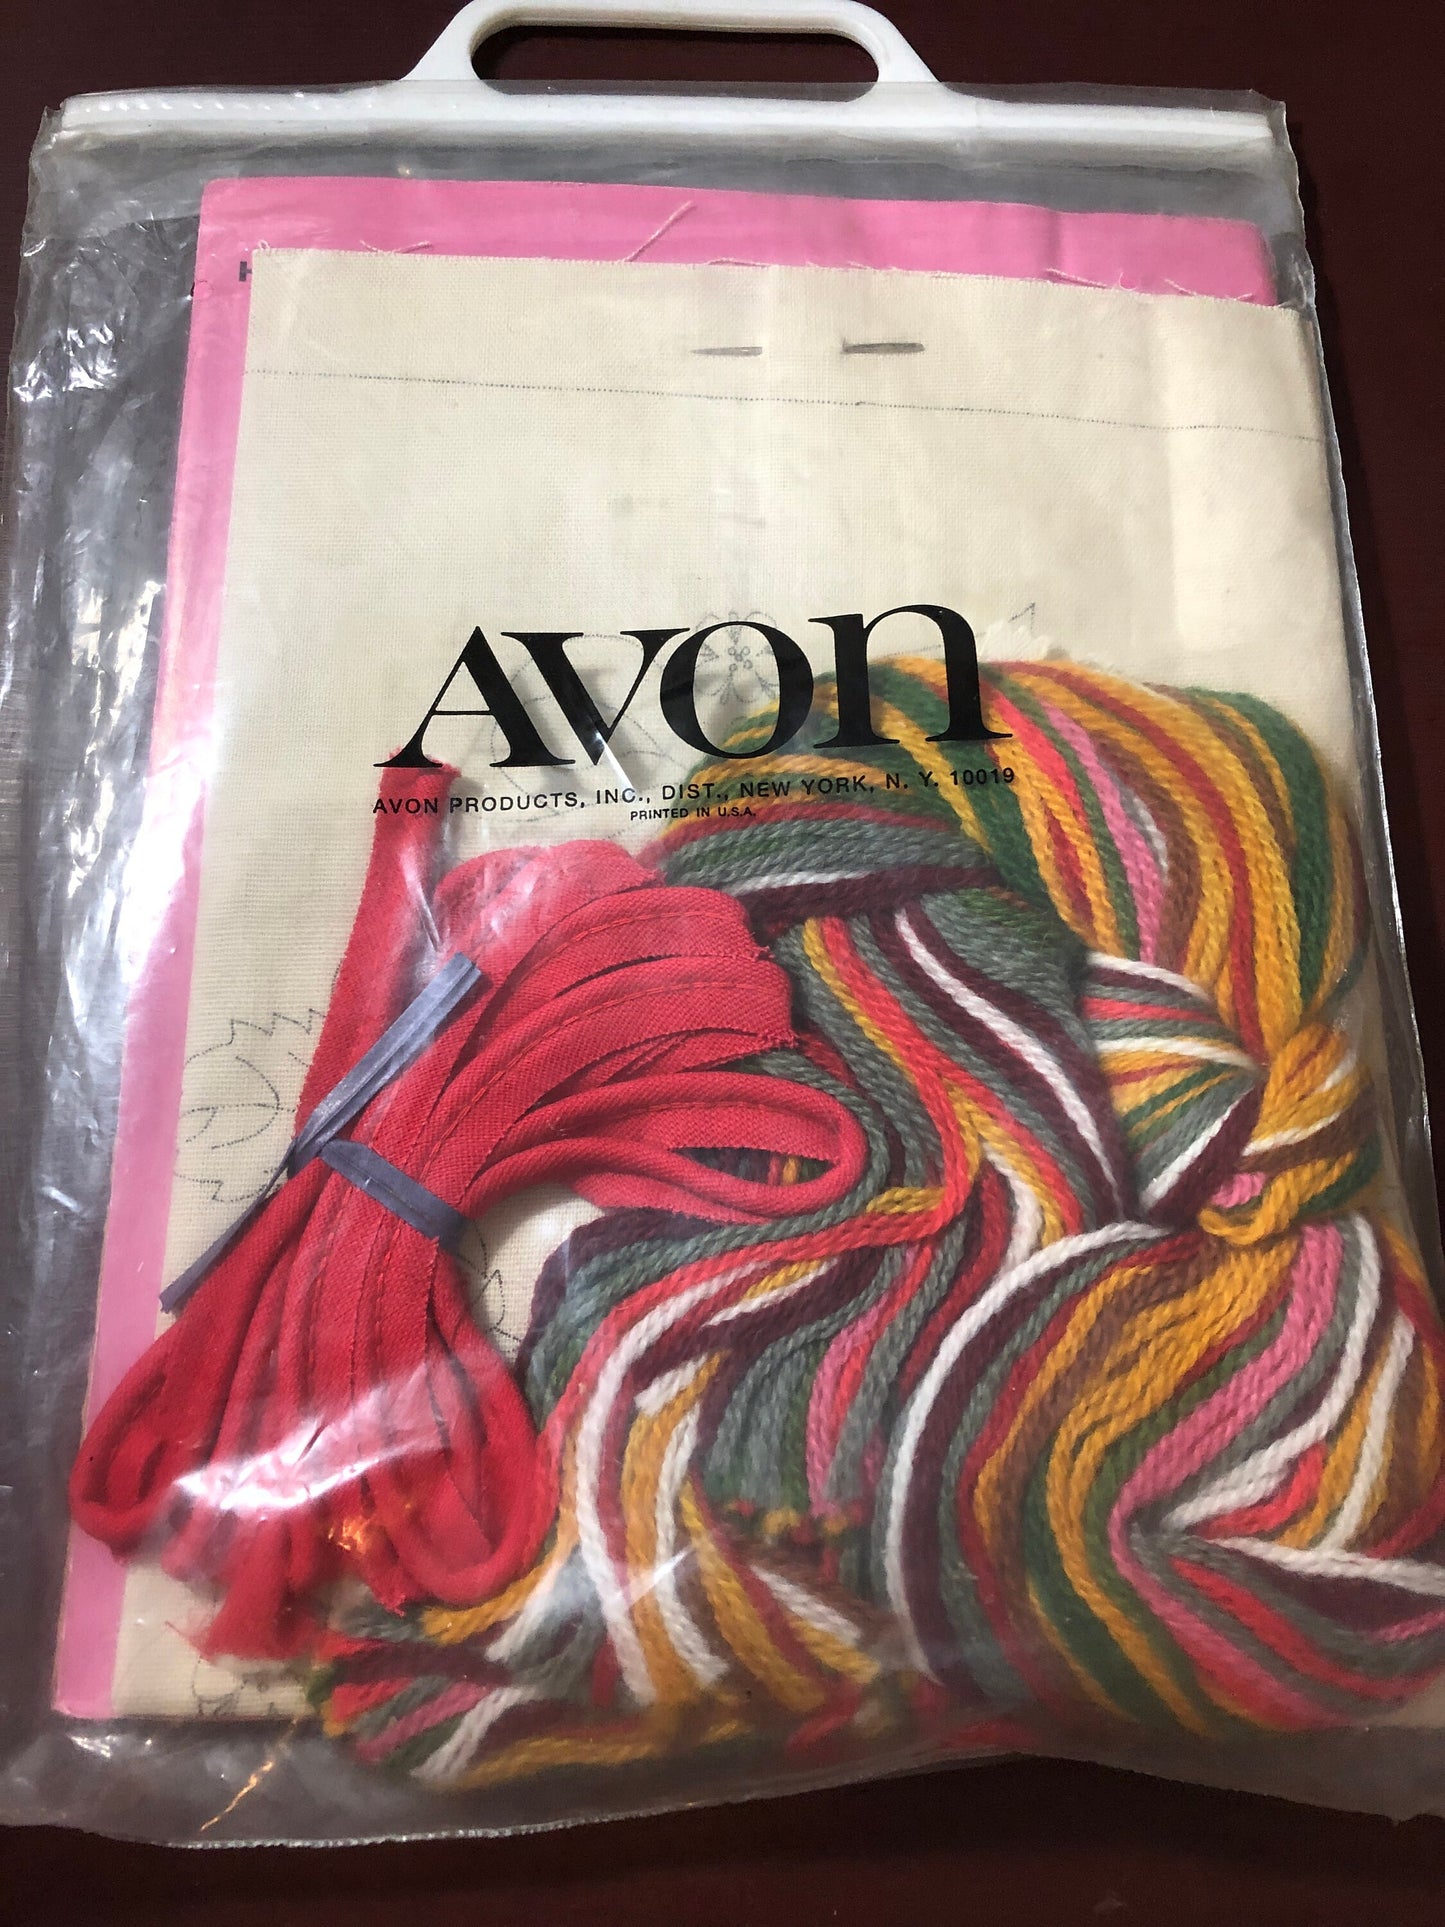 H
AVON
AVON PRODUCTS, INC., DIST., NEW YORK, N. Y. 10019
PRINTED IN U.S.A.